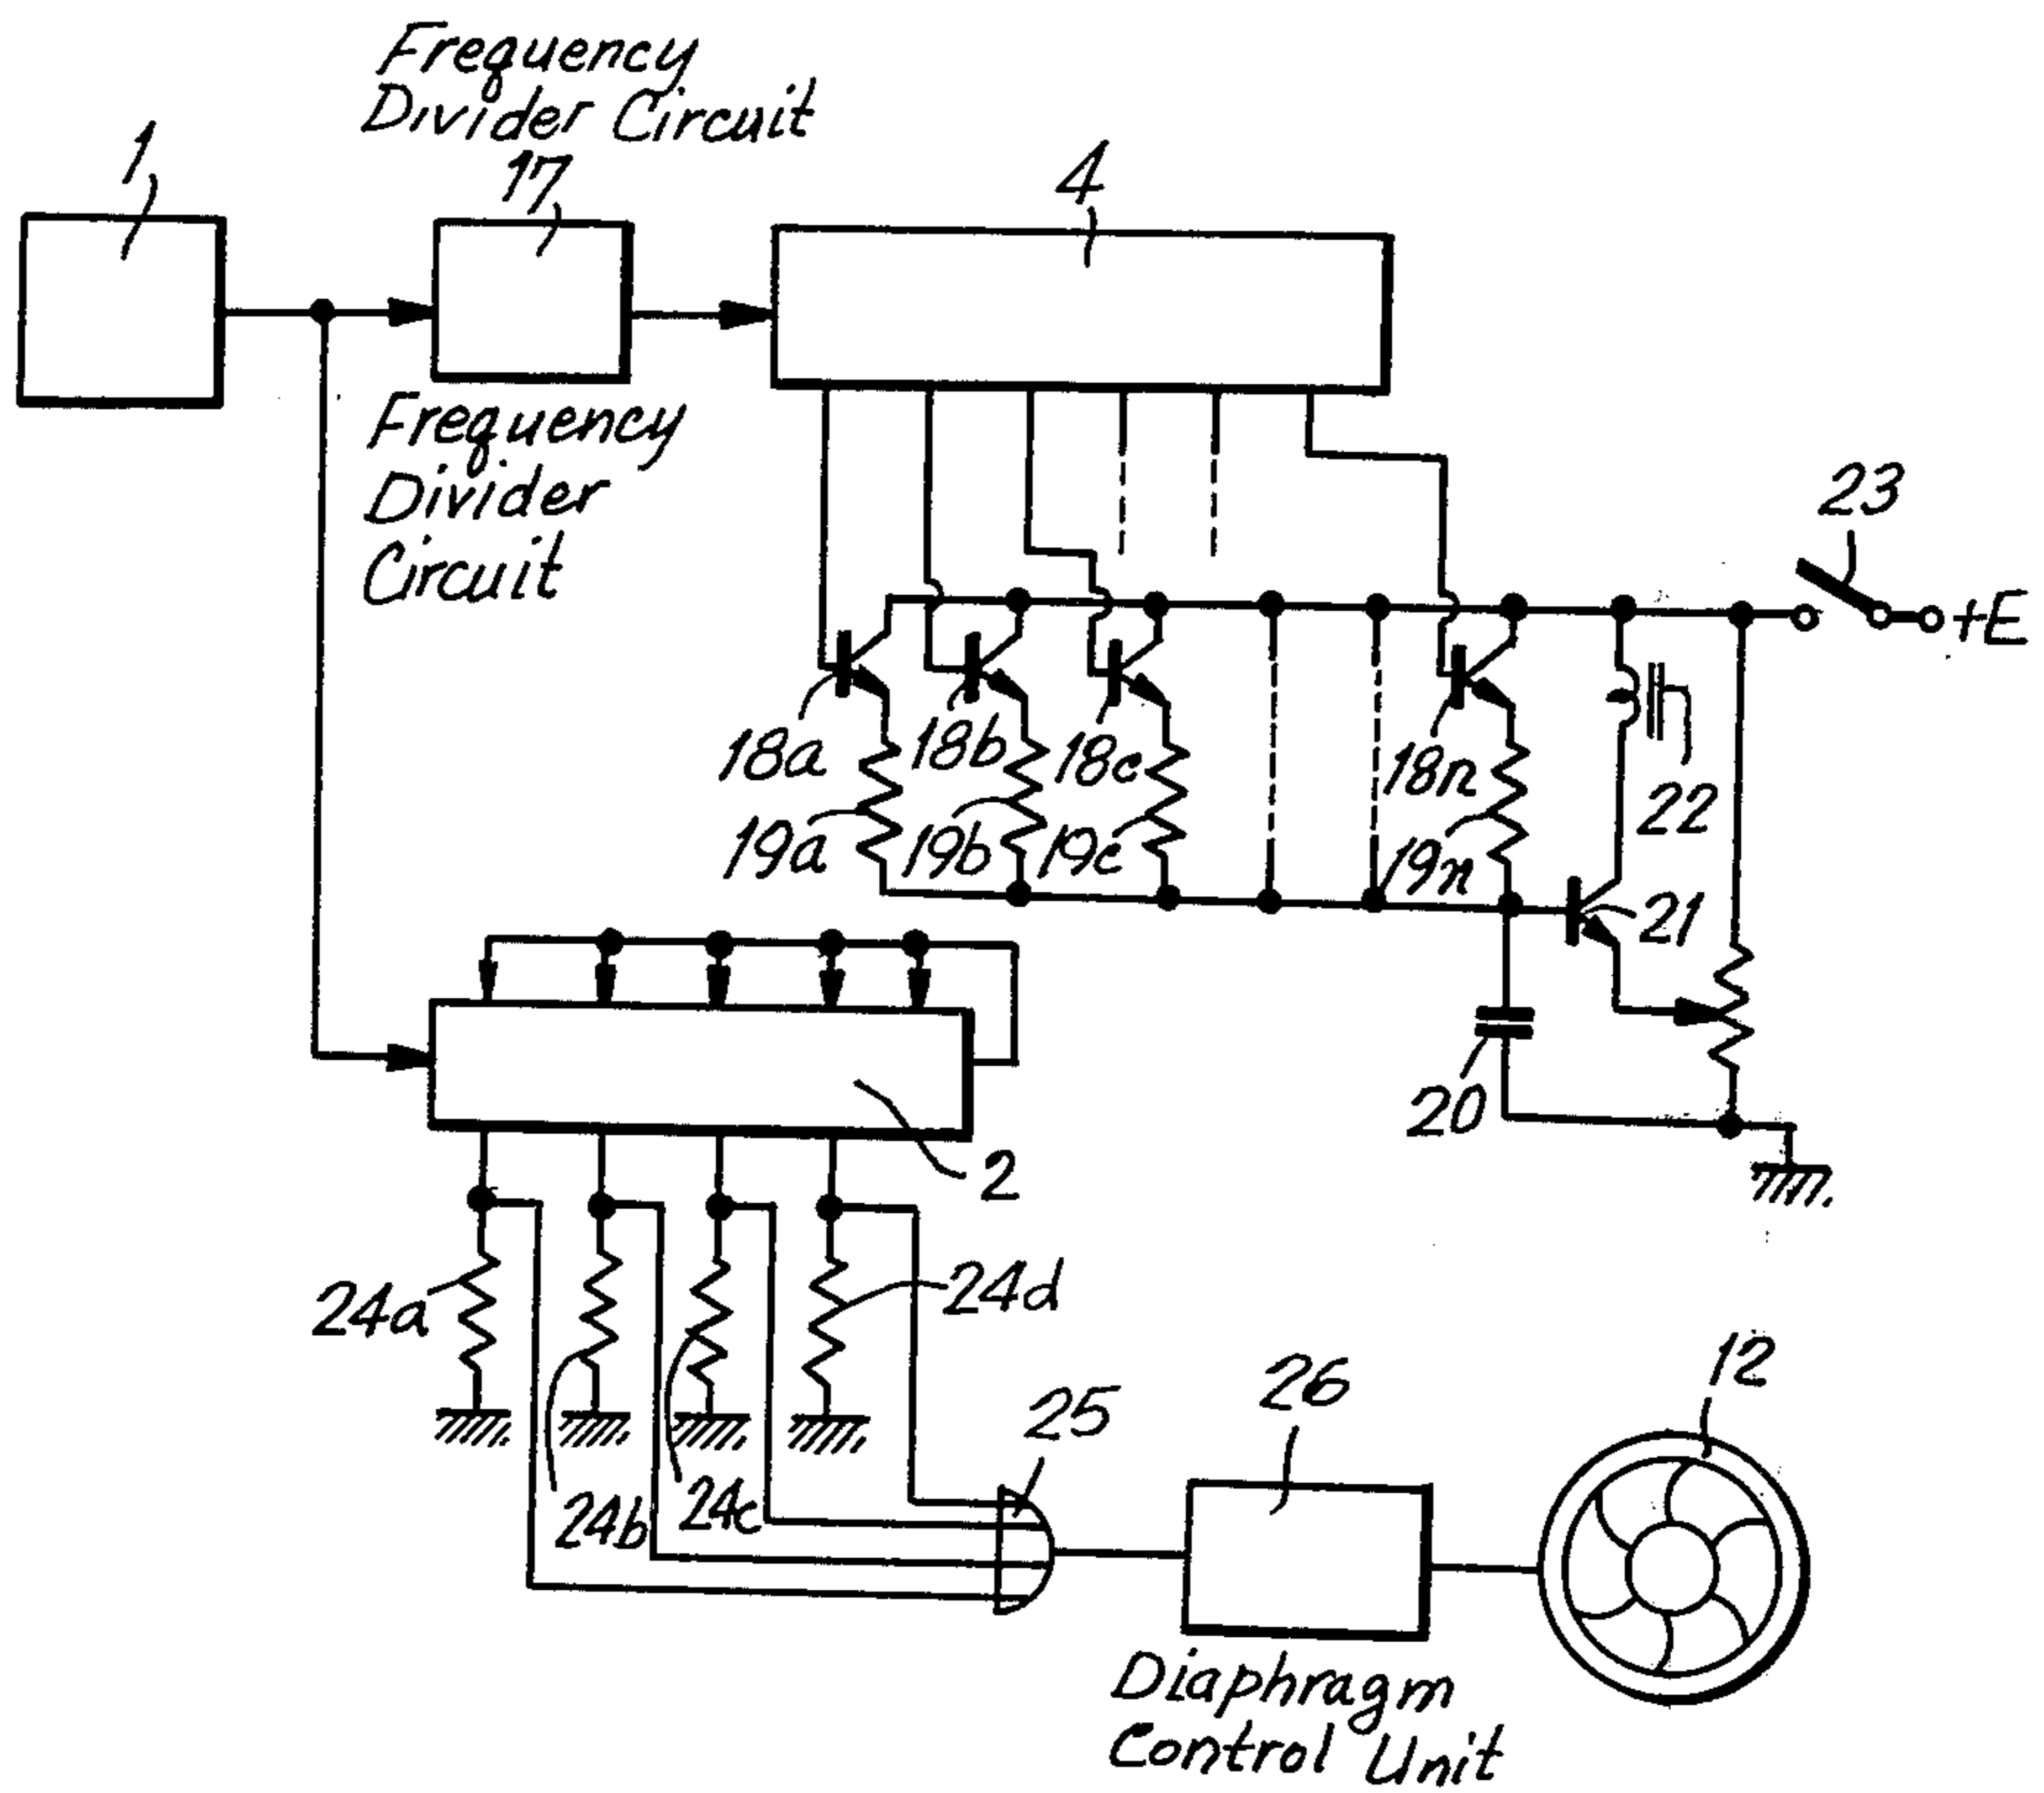 Frequency
Divider Circuit
1
17
4
Frequency
Divider
Circuit
23
+E
18a
18b
18c
18n
22
19a
19b
19c
19n
21
20
2
24a
24d
24b
24c
25
26
12
Diaphragm
Control Unit